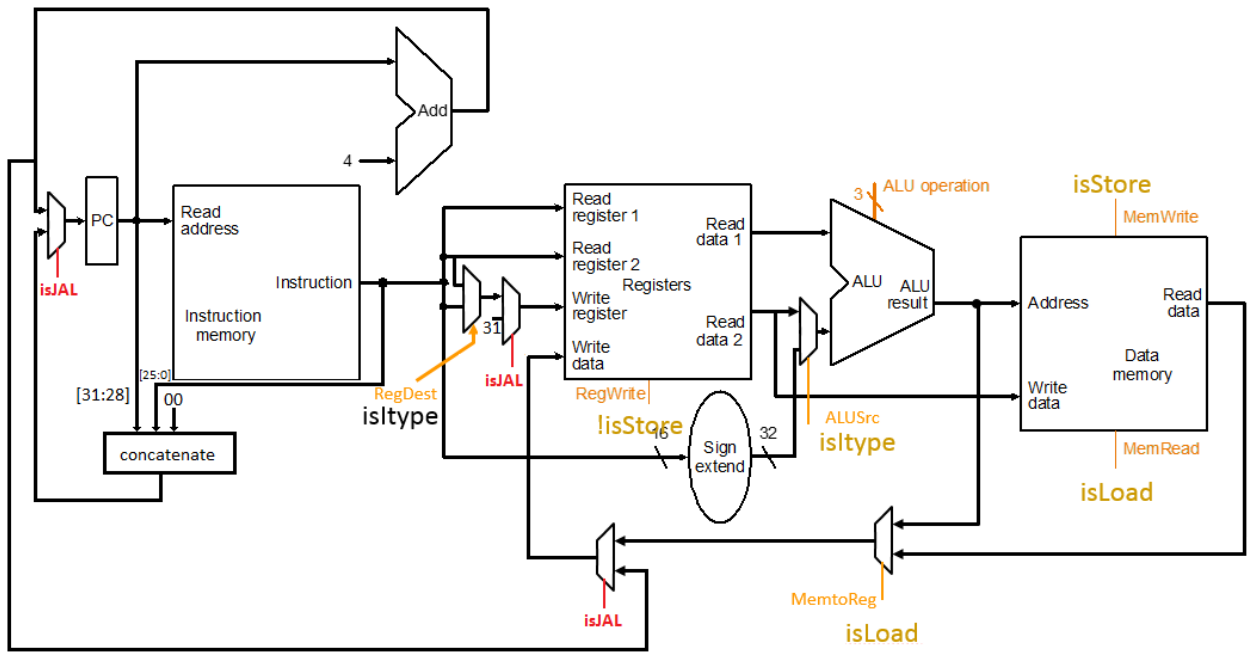 Add
4
PC
isJAL
Read
address
Instruction
Instruction
memory
[31:28]
[25:0]
00
concatenate
Read
register 1
Read
register 2
Write
register
Write
data
Registers
Read
data 1
Read
data 2
31
isJAL
RegDest
isItype
RegWrite
!isStore
16
Sign
extend
32
3
ALU operation
ALU
ALU
result
ALUSrc
isItype
isStore
MemWrite
Address
Read
data
Data
memory
Write
data
MemRead
isLoad
MemtoReg
isLoad
isJAL